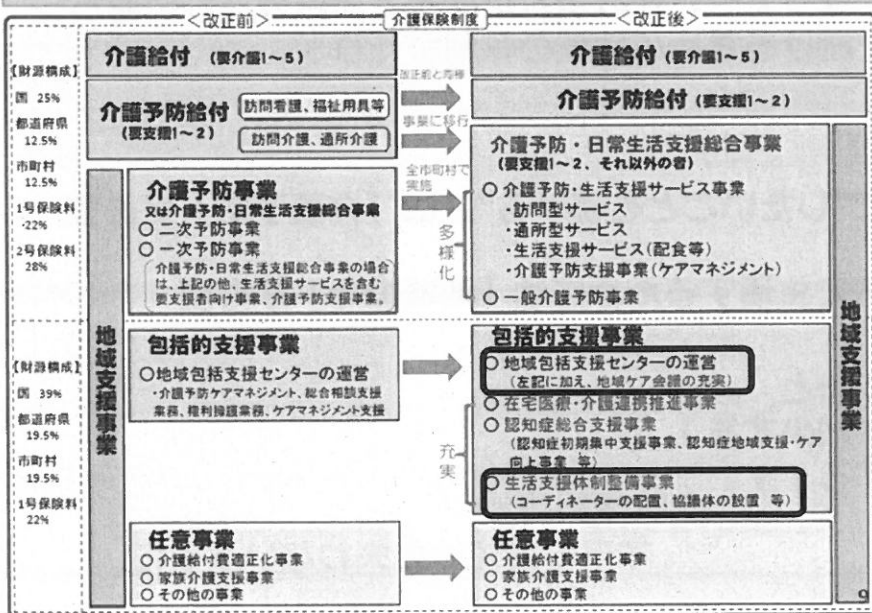 <改正前>
介護保険制度
<改正後>
【財源構成】
国 25%
都道府県
12.5%
市町村
12.5%
1号保険料
22%
2号保険料
28%
【財源構成】
国 39%
都道府県
19.5%
市町村
19.5%
1号保険料
22%
介護給付 (要介護1～5)
介護予防給付
(要支援1～2)
訪問看護、福祉用具等
訪問介護、通所介護
地域支援事業
介護予防事業
又は介護予防・日常生活支援総合事業
○ 二次予防事業
○ 一次予防事業
介護予防・日常生活支援総合事業の場合
は、上記の他、生活支援サービスを含む
要支援者向け事業、介護予防支援事業。
包括的支援事業
○地域包括支援センターの運営
・介護予防ケアマネジメント、総合相談支援
業務、権利擁護業務、ケアマネジメント支援
任意事業
○ 介護給付費適正化事業
○ 家族介護支援事業
○ その他の事業
改正前と同様
事業に移行
全市町村で
実施
多様化
充実
介護給付 (要介護1～5)
介護予防給付 (要支援1～2)
介護予防・日常生活支援総合事業
(要支援1～2、それ以外の者)
○ 介護予防・生活支援サービス事業
・訪問型サービス
・通所型サービス
・生活支援サービス(配食等)
・介護予防支援事業(ケアマネジメント)
○ 一般介護予防事業
包括的支援事業
○ 地域包括支援センターの運営
(左記に加え、地域ケア会議の充実)
○ 在宅医療・介護連携推進事業
○ 認知症総合支援事業
(認知症初期集中支援事業、認知症地域支援・ケア
向上事業 等)
○ 生活支援体制整備事業
(コーディネーターの配置、協議体の設置 等)
任意事業
○ 介護給付費適正化事業
○ 家族介護支援事業
○ その他の事業
地域支援事業
9